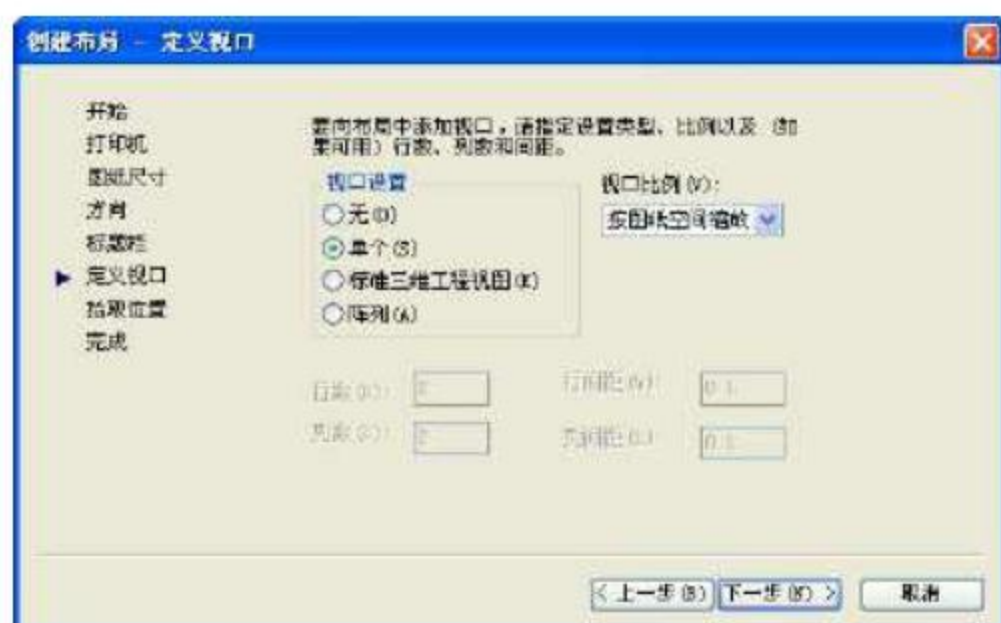 创建布局 - 定义视口
开始
打印机
图纸尺寸
方向
标题栏
定义视口
拾取位置
完成
要向布局中添加视口，请指定设置类型、比例以及（如
果可用）行数、列数和间距。
视口设置
无(O)
单个(S)
标准三维工程视图(E)
阵列(A)
视口比例(V):
按图纸空间缩放
行数(R):
行间距(W):
0.1
列数(C):
2
列间距(L):
0.1
< 上一步(B)
下一步(N) >
取消